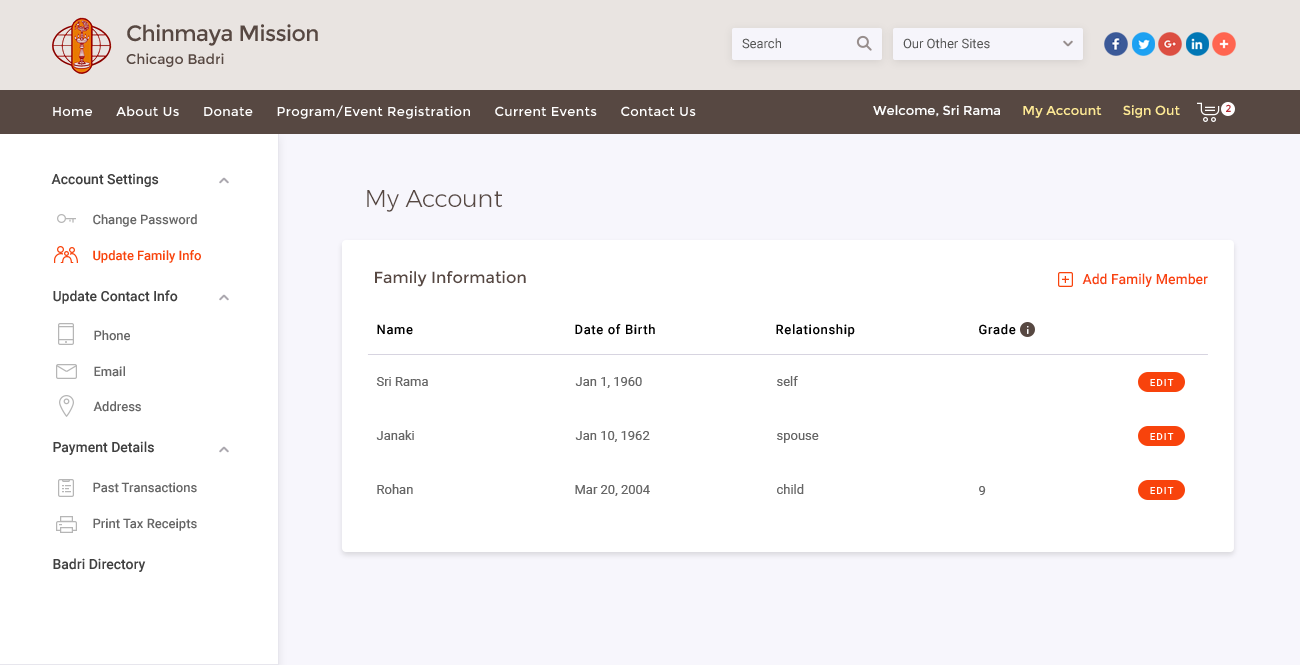 Chinmaya Mission
Chicago Badri
Search
Our Other Sites
Home About Us Donate Program/Event Registration Current Events Contact Us Welcome, Sri Rama My Account Sign Out 2
Account Settings
Change Password
Update Family Info
Update Contact Info
Phone
Email
Address
Payment Details
Past Transactions
Print Tax Receipts
Badri Directory
My Account
Family Information
Add Family Member
Name Date of Birth Relationship Grade i
Sri Rama Jan 1, 1960 self EDIT
Janaki Jan 10, 1962 spouse EDIT
Rohan Mar 20, 2004 child 9 EDIT